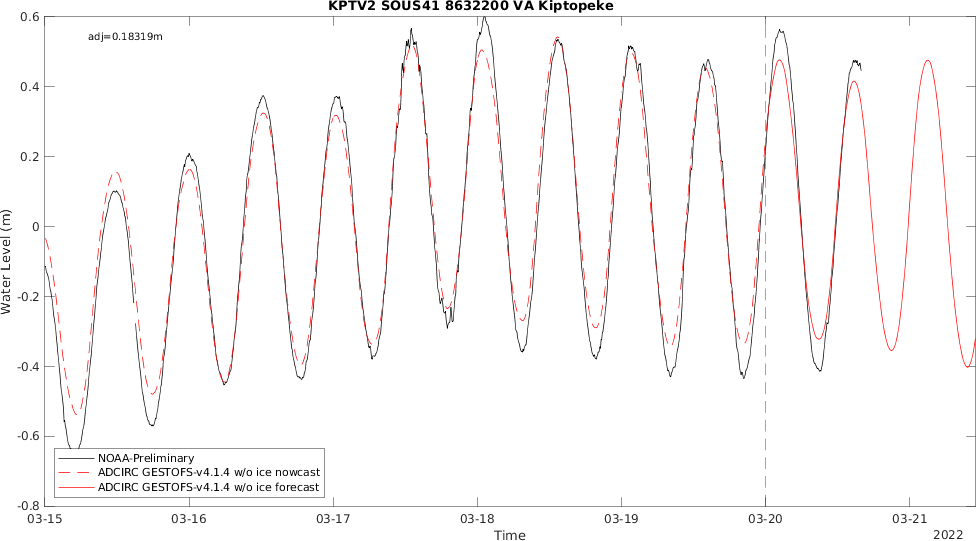 KPTV2 SOUS41 8632200 VA Kiptopeke
adj=0.18319m
0.6
0.4
0.2
0
-0.2
-0.4
-0.6
-0.8
Water Level (m)
NOAA-Preliminary
ADCIRC GESTOFS-v4.1.4 w/o ice nowcast
ADCIRC GESTOFS-v4.1.4 w/o ice forecast
03-15 03-16 03-17 03-18 03-19 03-20 03-21
Time
2022